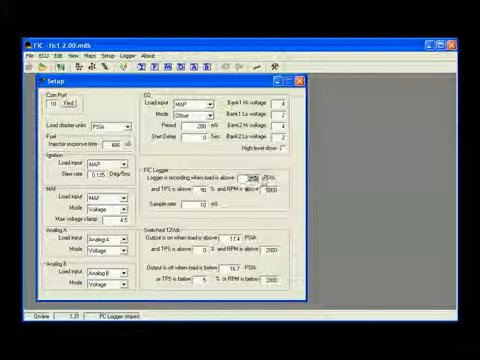 FIC - fic1 2.00.mdb
File ECU Edit View Maps Setup Logger About
Setup
Com Port
10 Find
Load display units PSIA
Fuel
Injector response time 600 uS
Ignition
Load input MAP
Slew rate 0.125 Deg/5ms
MAF
Load input MAP
Mode Voltage
Max voltage clamp 4.5
Analog A
Load input Analog A
Mode Voltage
Analog B
Load input Analog B
Mode Voltage
O2
Load input MAP Bank1 Hi voltage 4
Mode Offset Bank1 Lo voltage 2
Period 200 mS Bank2 Hi voltage 4
Start Delay 0 Sec Bank2 Lo voltage 2
High level drive
FIC Logger
Logger is recording when load is above PSIA
and TPS is above 90 % and RPM is above 5000
Sample rate 10 mS
Switched 12Vdc
Output is on when load is above 17.4 PSIA
and TPS is above 0 % and RPM is above 2000
Output is off when load is below 16.7 PSIA
or TPS is below 5 % or RPM is below 2000
On-line 1.31 PC Logger stopped